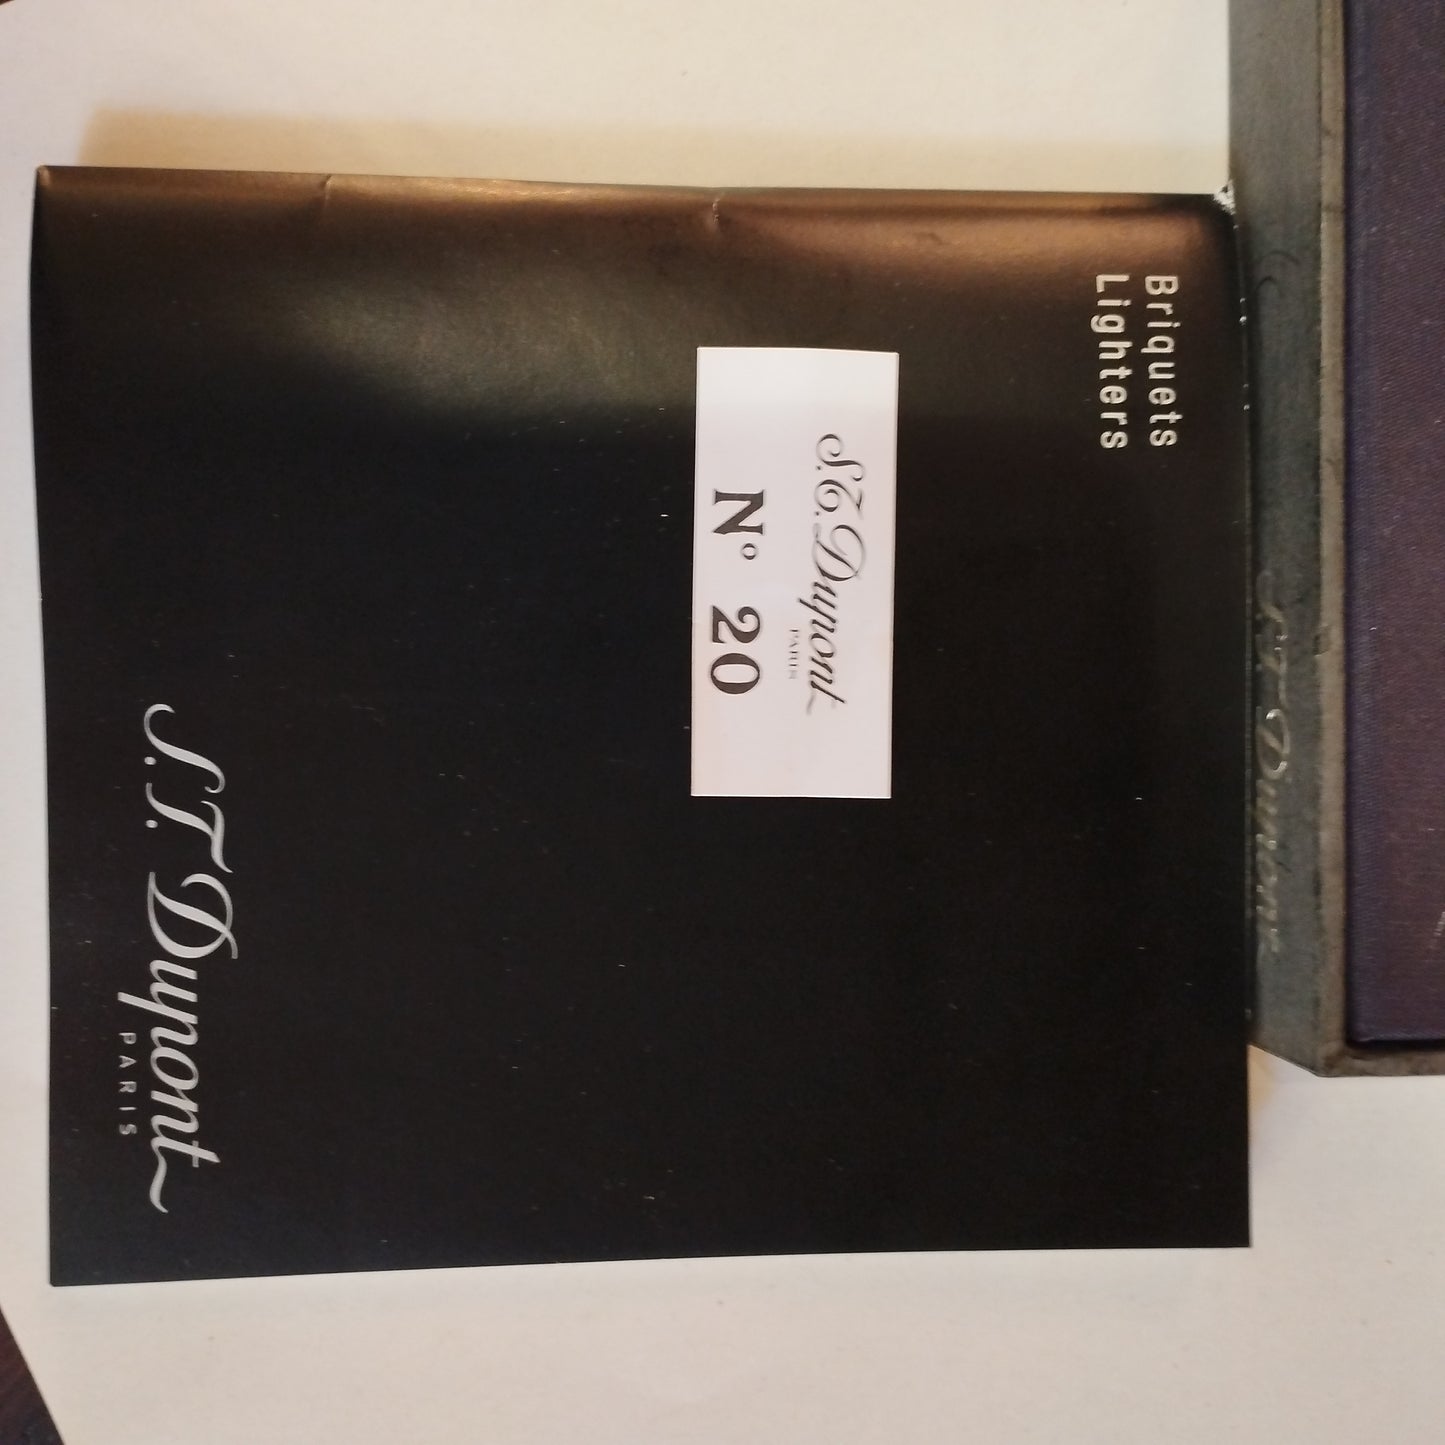 Briquets
Lighters
S.T. Dupont
PARIS
N° 20
S.T. Dupont
PARIS
S.T. Dupont